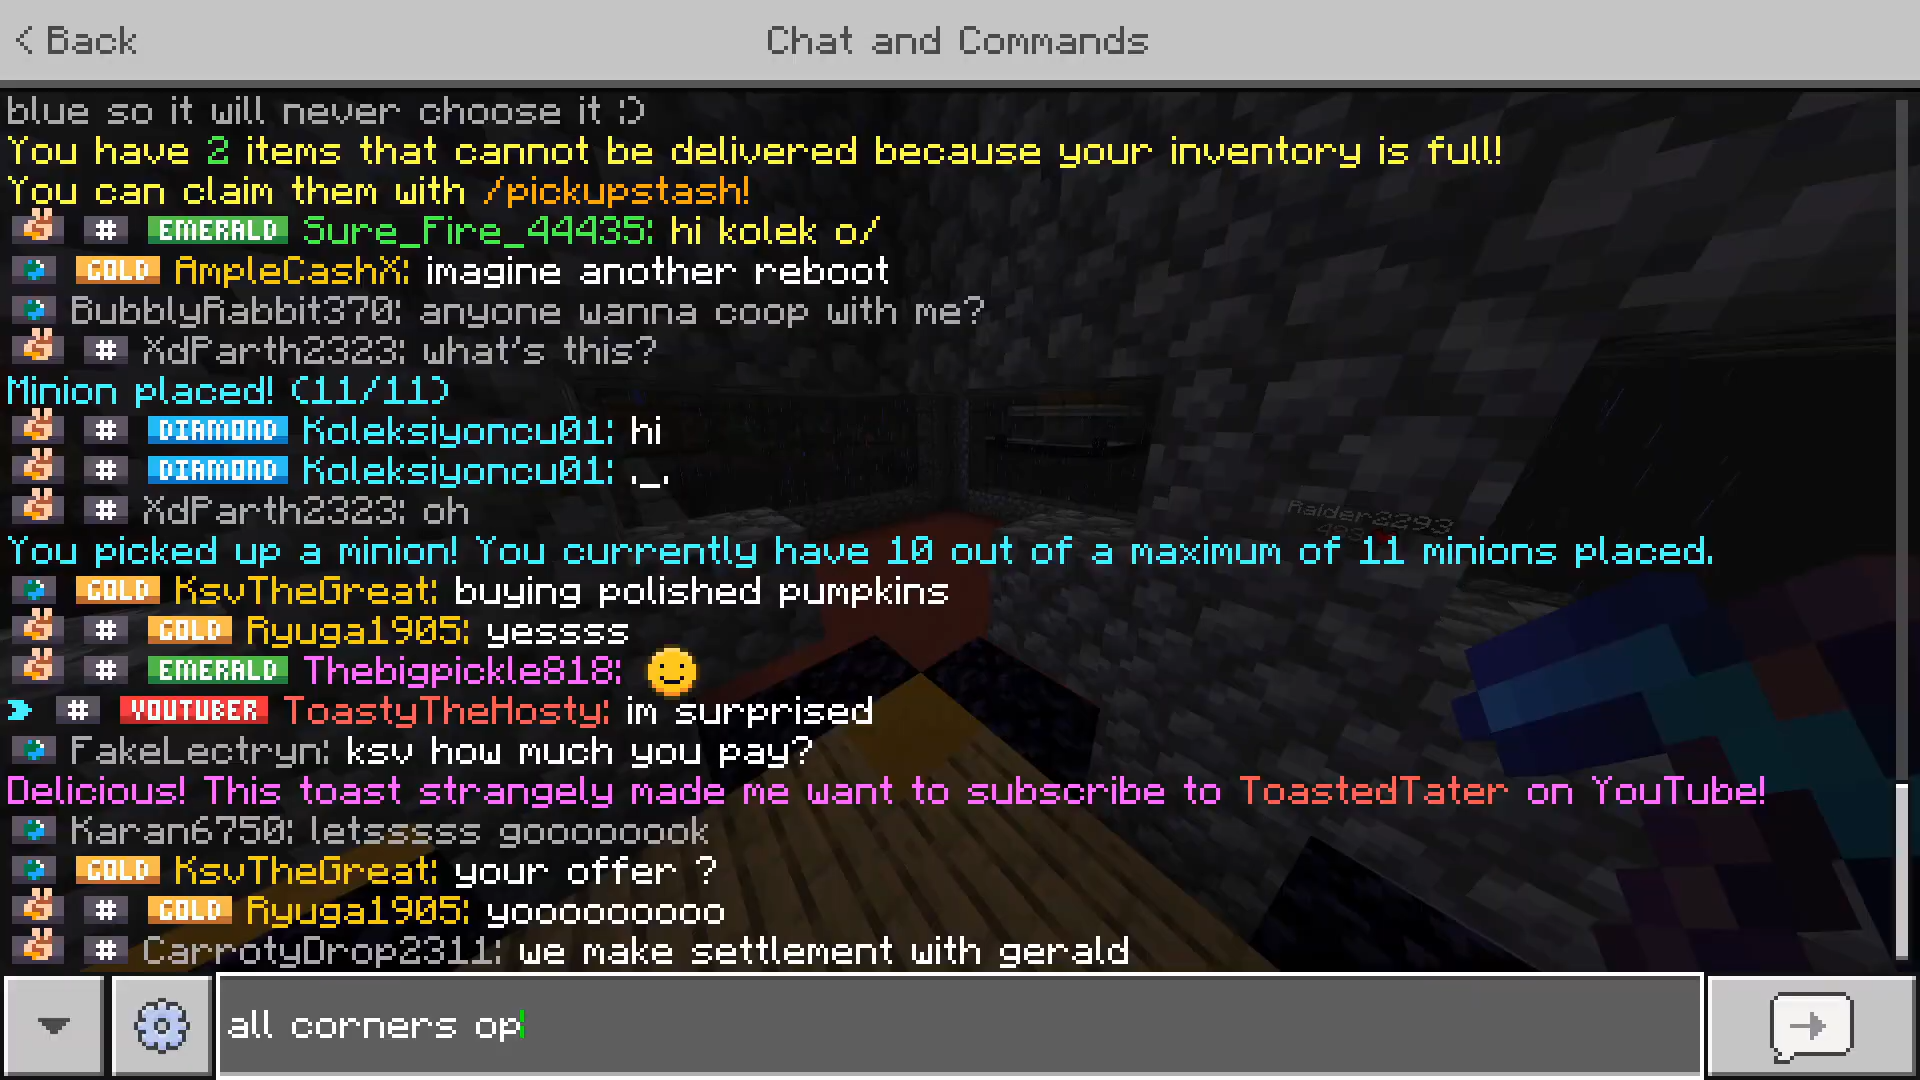 < Back
Chat and Commands
blue so it will never choose it :)
You have 2 items that cannot be delivered because your inventory is full!
You can claim them with /pickupstash!
# EMERALD Sure_Fire_44435: hi kolek o/
GOLD AmpleCashX: imagine another reboot
BubblyRabbit370: anyone wanna coop with me?
# XdParth2323: what's this?
Minion placed! (11/11)
# DIAMOND Koleksiyoncu01: hi
# DIAMOND Koleksiyoncu01: ._.
# XdParth2323: oh
Raider2293
You picked up a minion! You currently have 10 out of a maximum of 11 minions placed.
GOLD KsvTheGreat: buying polished pumpkins
# GOLD Ryuga1905: yessss
# EMERALD Thebigpickle818: 🙂
# YOUTUBER ToastyTheHosty: im surprised
FakeLectryn: ksv how much you pay?
Delicious! This toast strangely made me want to subscribe to ToastedTater on YouTube!
Karan6750: letsssss goooooook
GOLD KsvTheGreat: your offer ?
# GOLD Ryuga1905: yooooooooo
# CarrotyDrop2311: we make settlement with gerald
all corners op